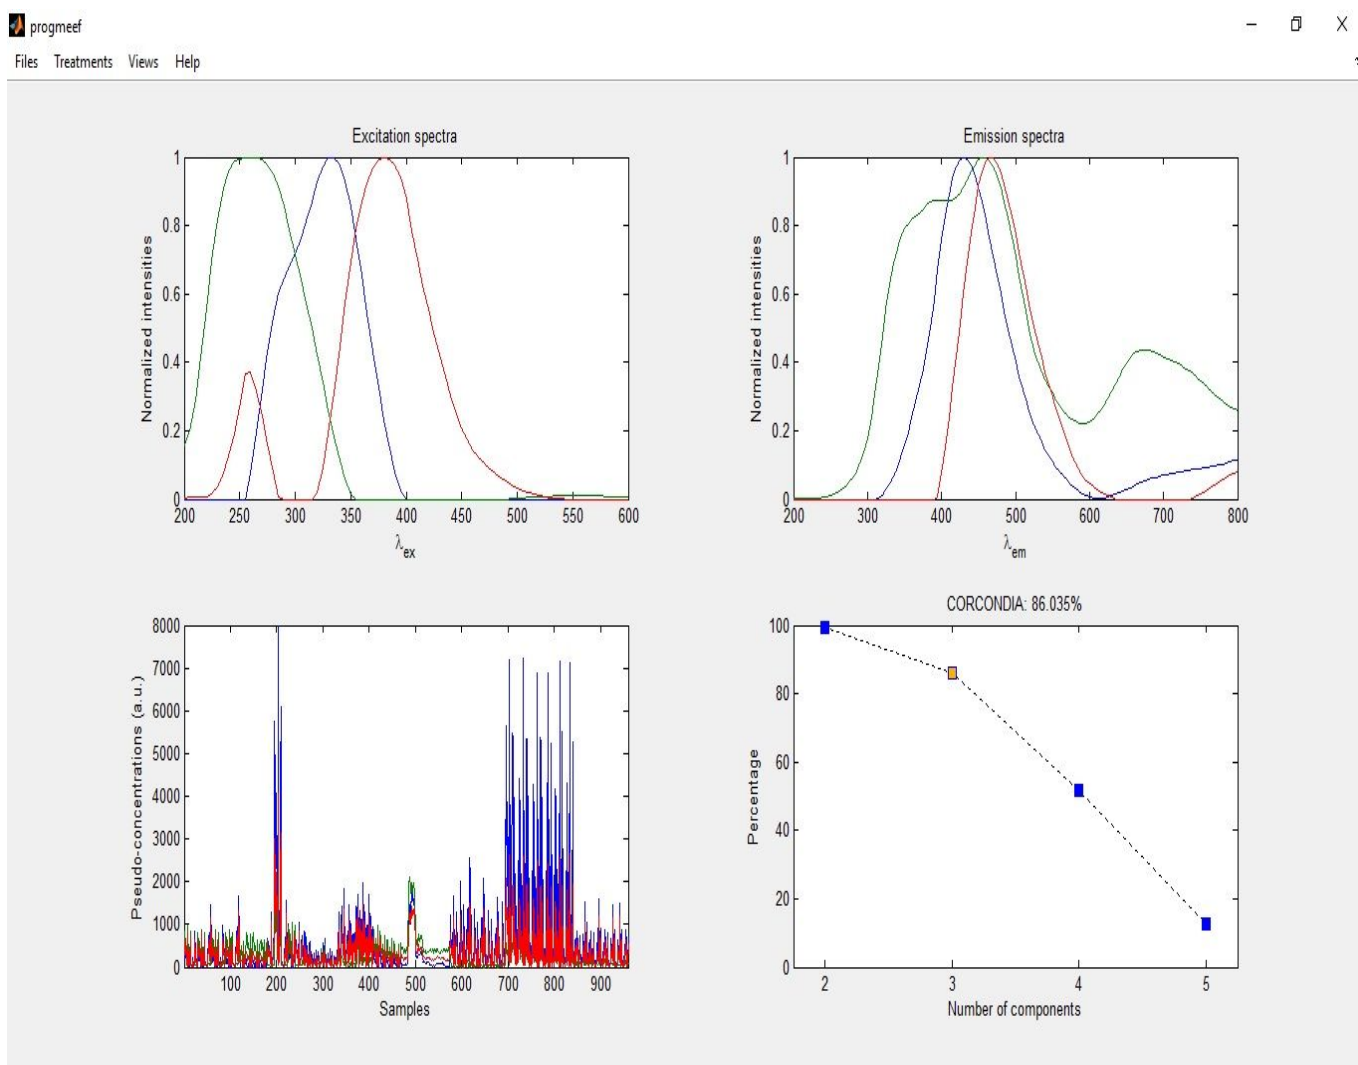 progmeef
Files Treatments Views Help
Excitation spectra
Normalized intensities
1
0.8
0.6
0.4
0.2
0
200 250 300 350 400 450 500 550 600
λex
Emission spectra
Normalized intensities
1
0.8
0.6
0.4
0.2
0
200 300 400 500 600 700 800
λem
Pseudo-concentrations (a.u.)
8000
7000
6000
5000
4000
3000
2000
1000
0
100 200 300 400 500 600 700 800 900
Samples
CORCONDIA: 86.035%
Percentage
100
80
60
40
20
0
2 3 4 5
Number of components